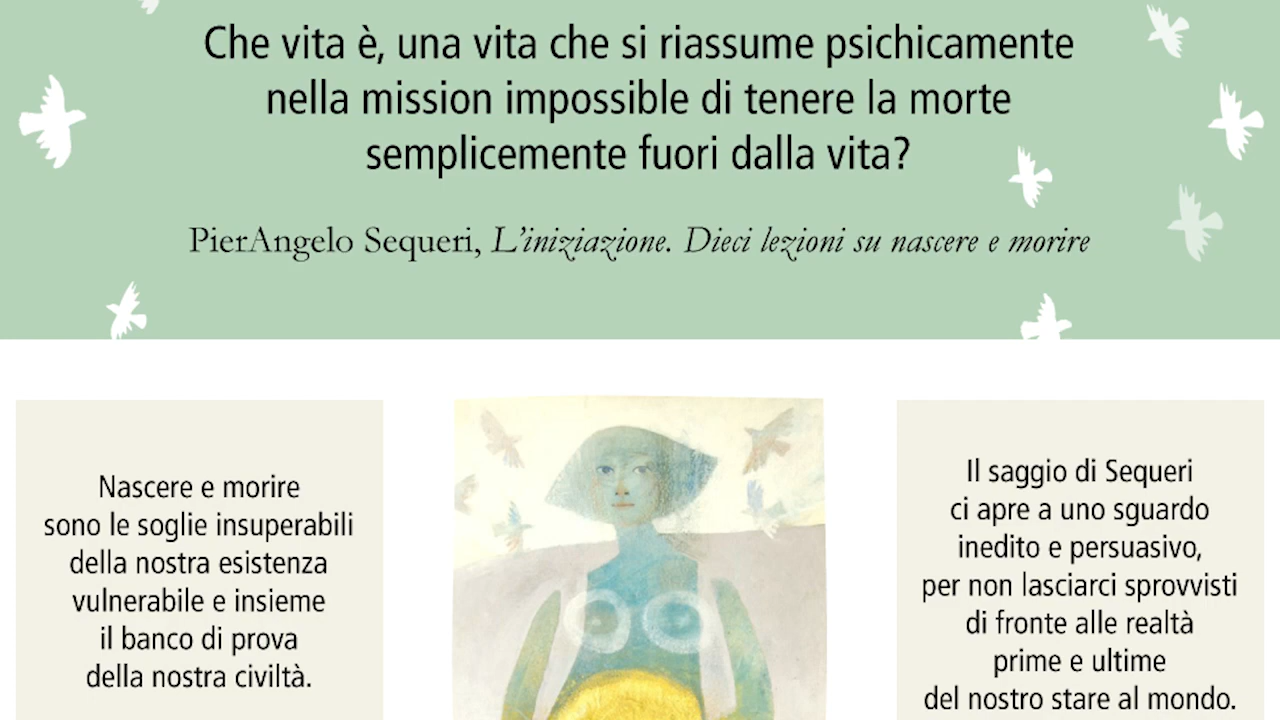 Che vita è, una vita che si riassume psichicamente
nella mission impossible di tenere la morte
semplicemente fuori dalla vita?
PierAngelo Sequeri, L’iniziazione. Dieci lezioni su nascere e morire
Nascere e morire
sono le soglie insuperabili
della nostra esistenza
vulnerabile e insieme
il banco di prova
della nostra civiltà.
Il saggio di Sequeri
ci apre a uno sguardo
inedito e persuasivo,
per non lasciarci sprovvisti
di fronte alle realtà
prime e ultime
del nostro stare al mondo.